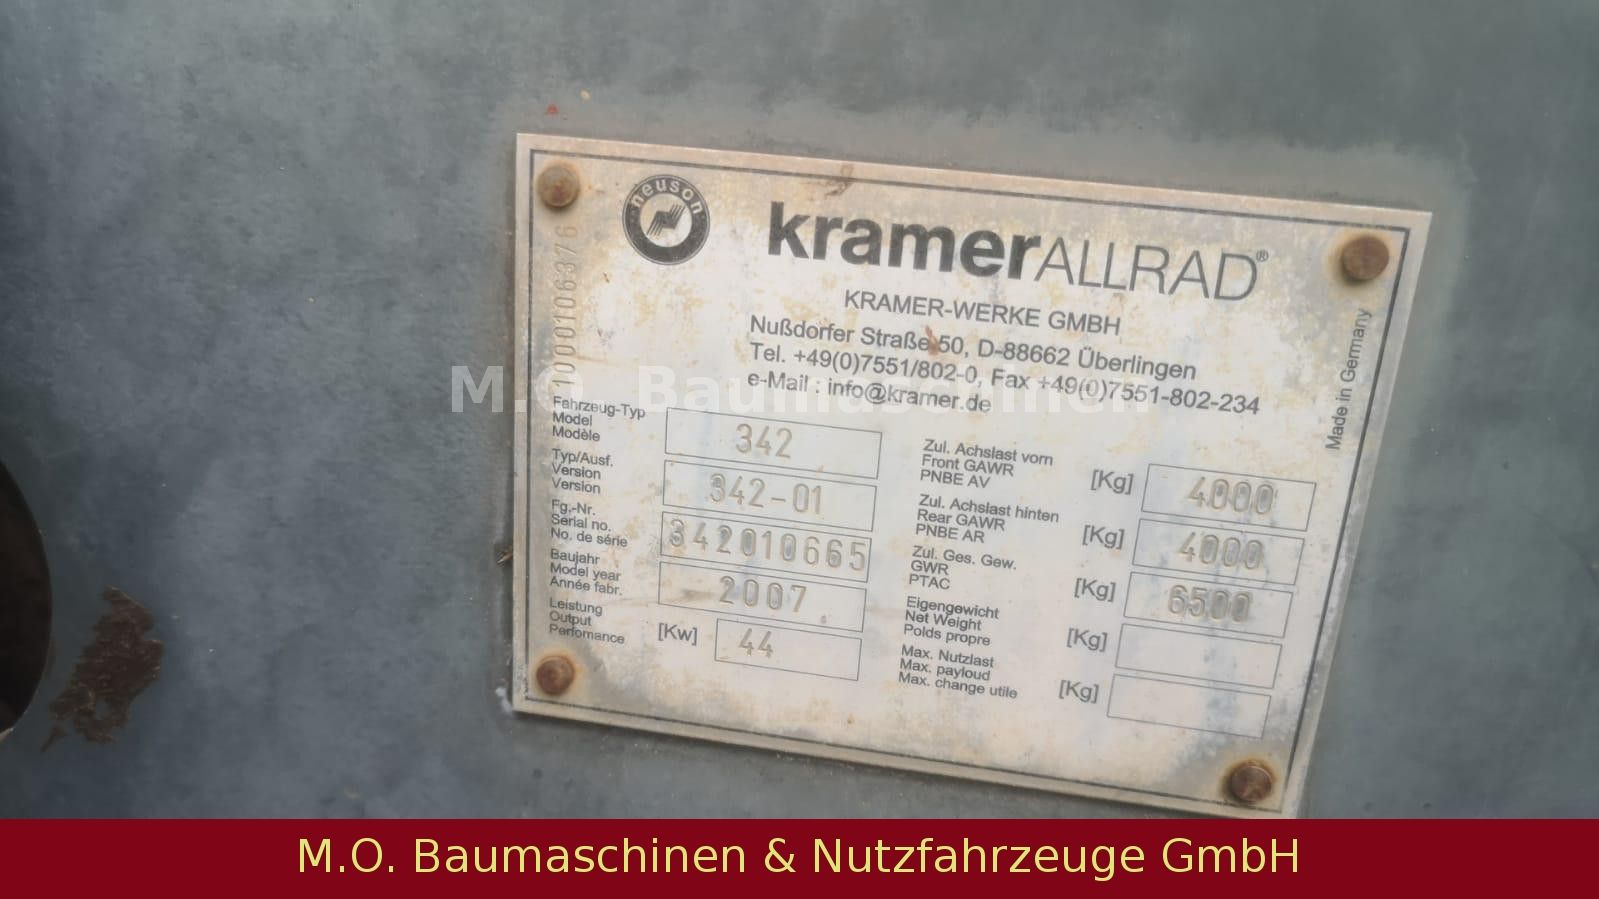 neuson
kramerALLRAD®
KRAMER-WERKE GMBH
Nußdorfer Straße 50, D-88662 Überlingen
Tel. +49(0)7551/802-0, Fax +49(0)7551-802-234
e-Mail : info@kramer.de
1000106376
Made in Germany
M.O. Baumaschinen
Fahrzeug-Typ
Model
Modèle
342
Typ/Ausf.
Version
Version
342-01
Fg.-Nr.
Serial no.
No. de série
342010665
Baujahr
Model year
Année fabr.
2007
Leistung
Output
Perfomance
[Kw] 44
Zul. Achslast vorn
Front GAWR
PNBE AV
[Kg] 4000
Zul. Achslast hinten
Rear GAWR
PNBE AR
[Kg] 4000
Zul. Ges. Gew.
GWR
PTAC
[Kg] 6500
Eigengewicht
Net Weight
Polds propre
[Kg]
Max. Nutzlast
Max. payloud
Max. change utile
[Kg]
M.O. Baumaschinen & Nutzfahrzeuge GmbH